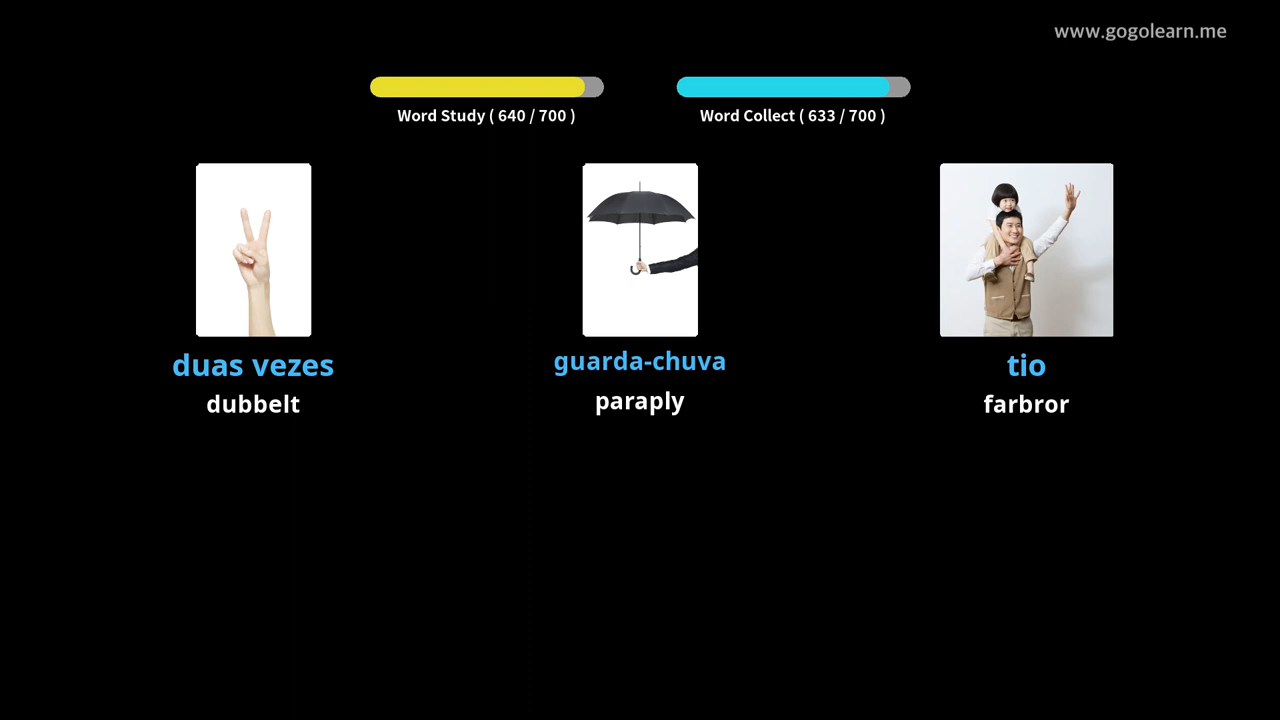 www.gogolearn.me
Word Study ( 640 / 700 )
Word Collect ( 633 / 700 )
duas vezes
dubbelt
guarda-chuva
paraply
tio
farbror